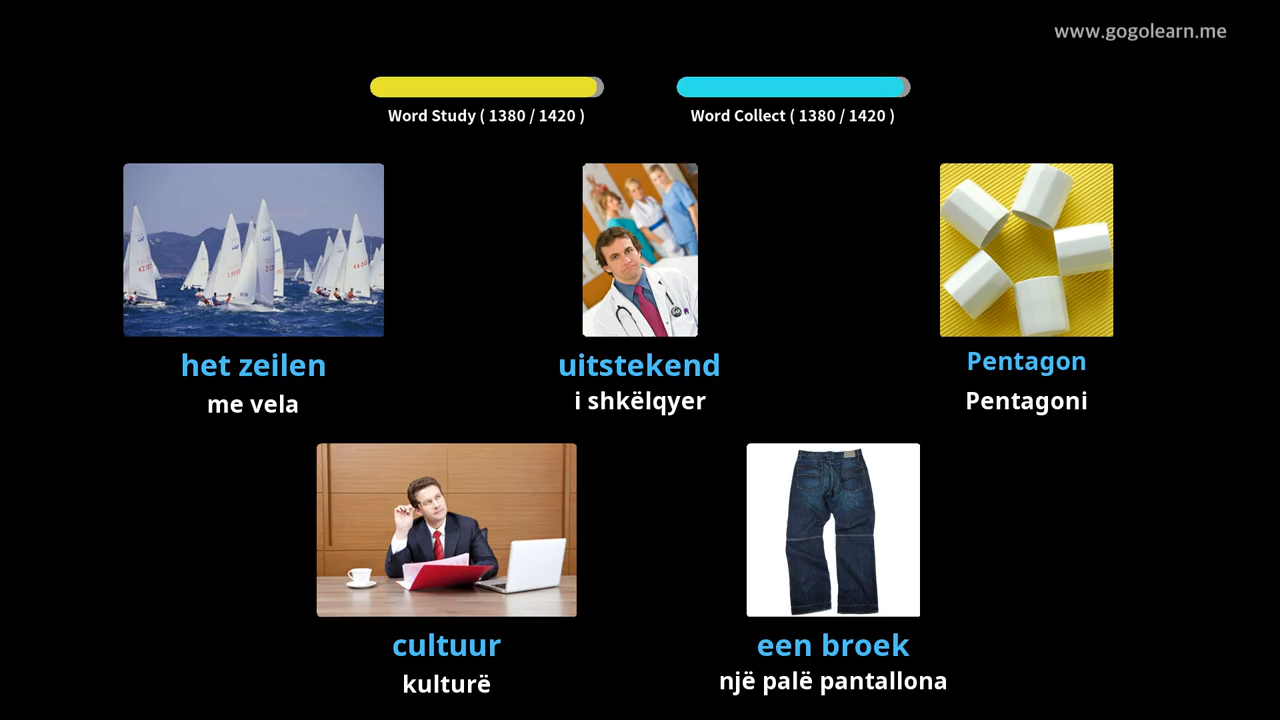 www.gogolearn.me
Word Study ( 1380 / 1420 )
Word Collect ( 1380 / 1420 )
het zeilen
me vela
uitstekend
i shkëlqyer
Pentagon
Pentagoni
cultuur
kulturë
een broek
një palë pantallona